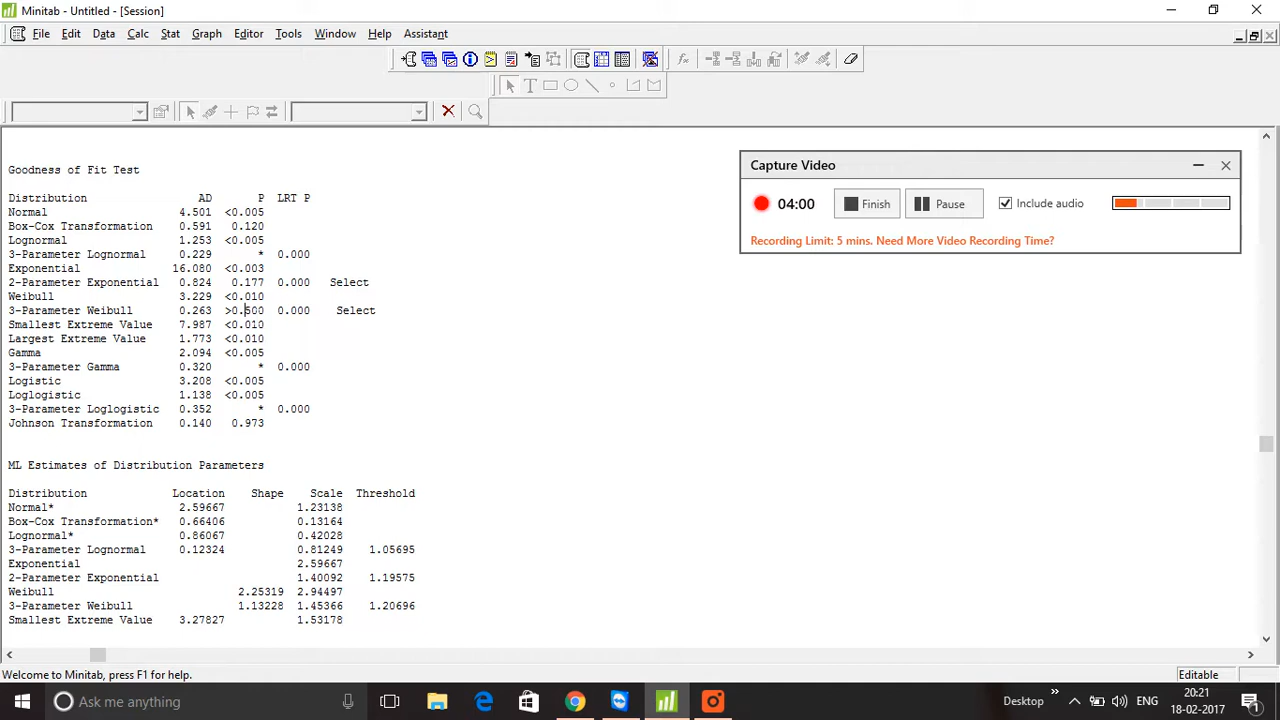 Minitab - Untitled - [Session]
File Edit Data Calc Stat Graph Editor Tools Window Help Assistant
Goodness of Fit Test
Distribution AD P LRT P
Normal 4.501 <0.005
Box-Cox Transformation 0.591 0.120
Lognormal 1.253 <0.005
3-Parameter Lognormal 0.229 * 0.000
Exponential 16.080 <0.003
2-Parameter Exponential 0.824 0.177 0.000 Select
Weibull 3.229 <0.010
3-Parameter Weibull 0.263 >0.500 0.000 Select
Smallest Extreme Value 7.987 <0.010
Largest Extreme Value 1.773 <0.010
Gamma 2.094 <0.005
3-Parameter Gamma 0.320 * 0.000
Logistic 3.208 <0.005
Loglogistic 1.138 <0.005
3-Parameter Loglogistic 0.352 * 0.000
Johnson Transformation 0.140 0.973
ML Estimates of Distribution Parameters
Distribution Location Shape Scale Threshold
Normal* 2.59667 1.23138
Box-Cox Transformation* 0.66406 0.13164
Lognormal* 0.86067 0.42028
3-Parameter Lognormal 0.12324 0.81249 1.05695
Exponential 2.59667
2-Parameter Exponential 1.40092 1.19575
Weibull 2.25319 2.94497
3-Parameter Weibull 1.13228 1.45366 1.20696
Smallest Extreme Value 3.27827 1.53178
Capture Video
04:00 Finish Pause Include audio
Recording Limit: 5 mins. Need More Video Recording Time?
Welcome to Minitab, press F1 for help.
Editable
Ask me anything
Desktop
ENG
20:21
18-02-2017
1